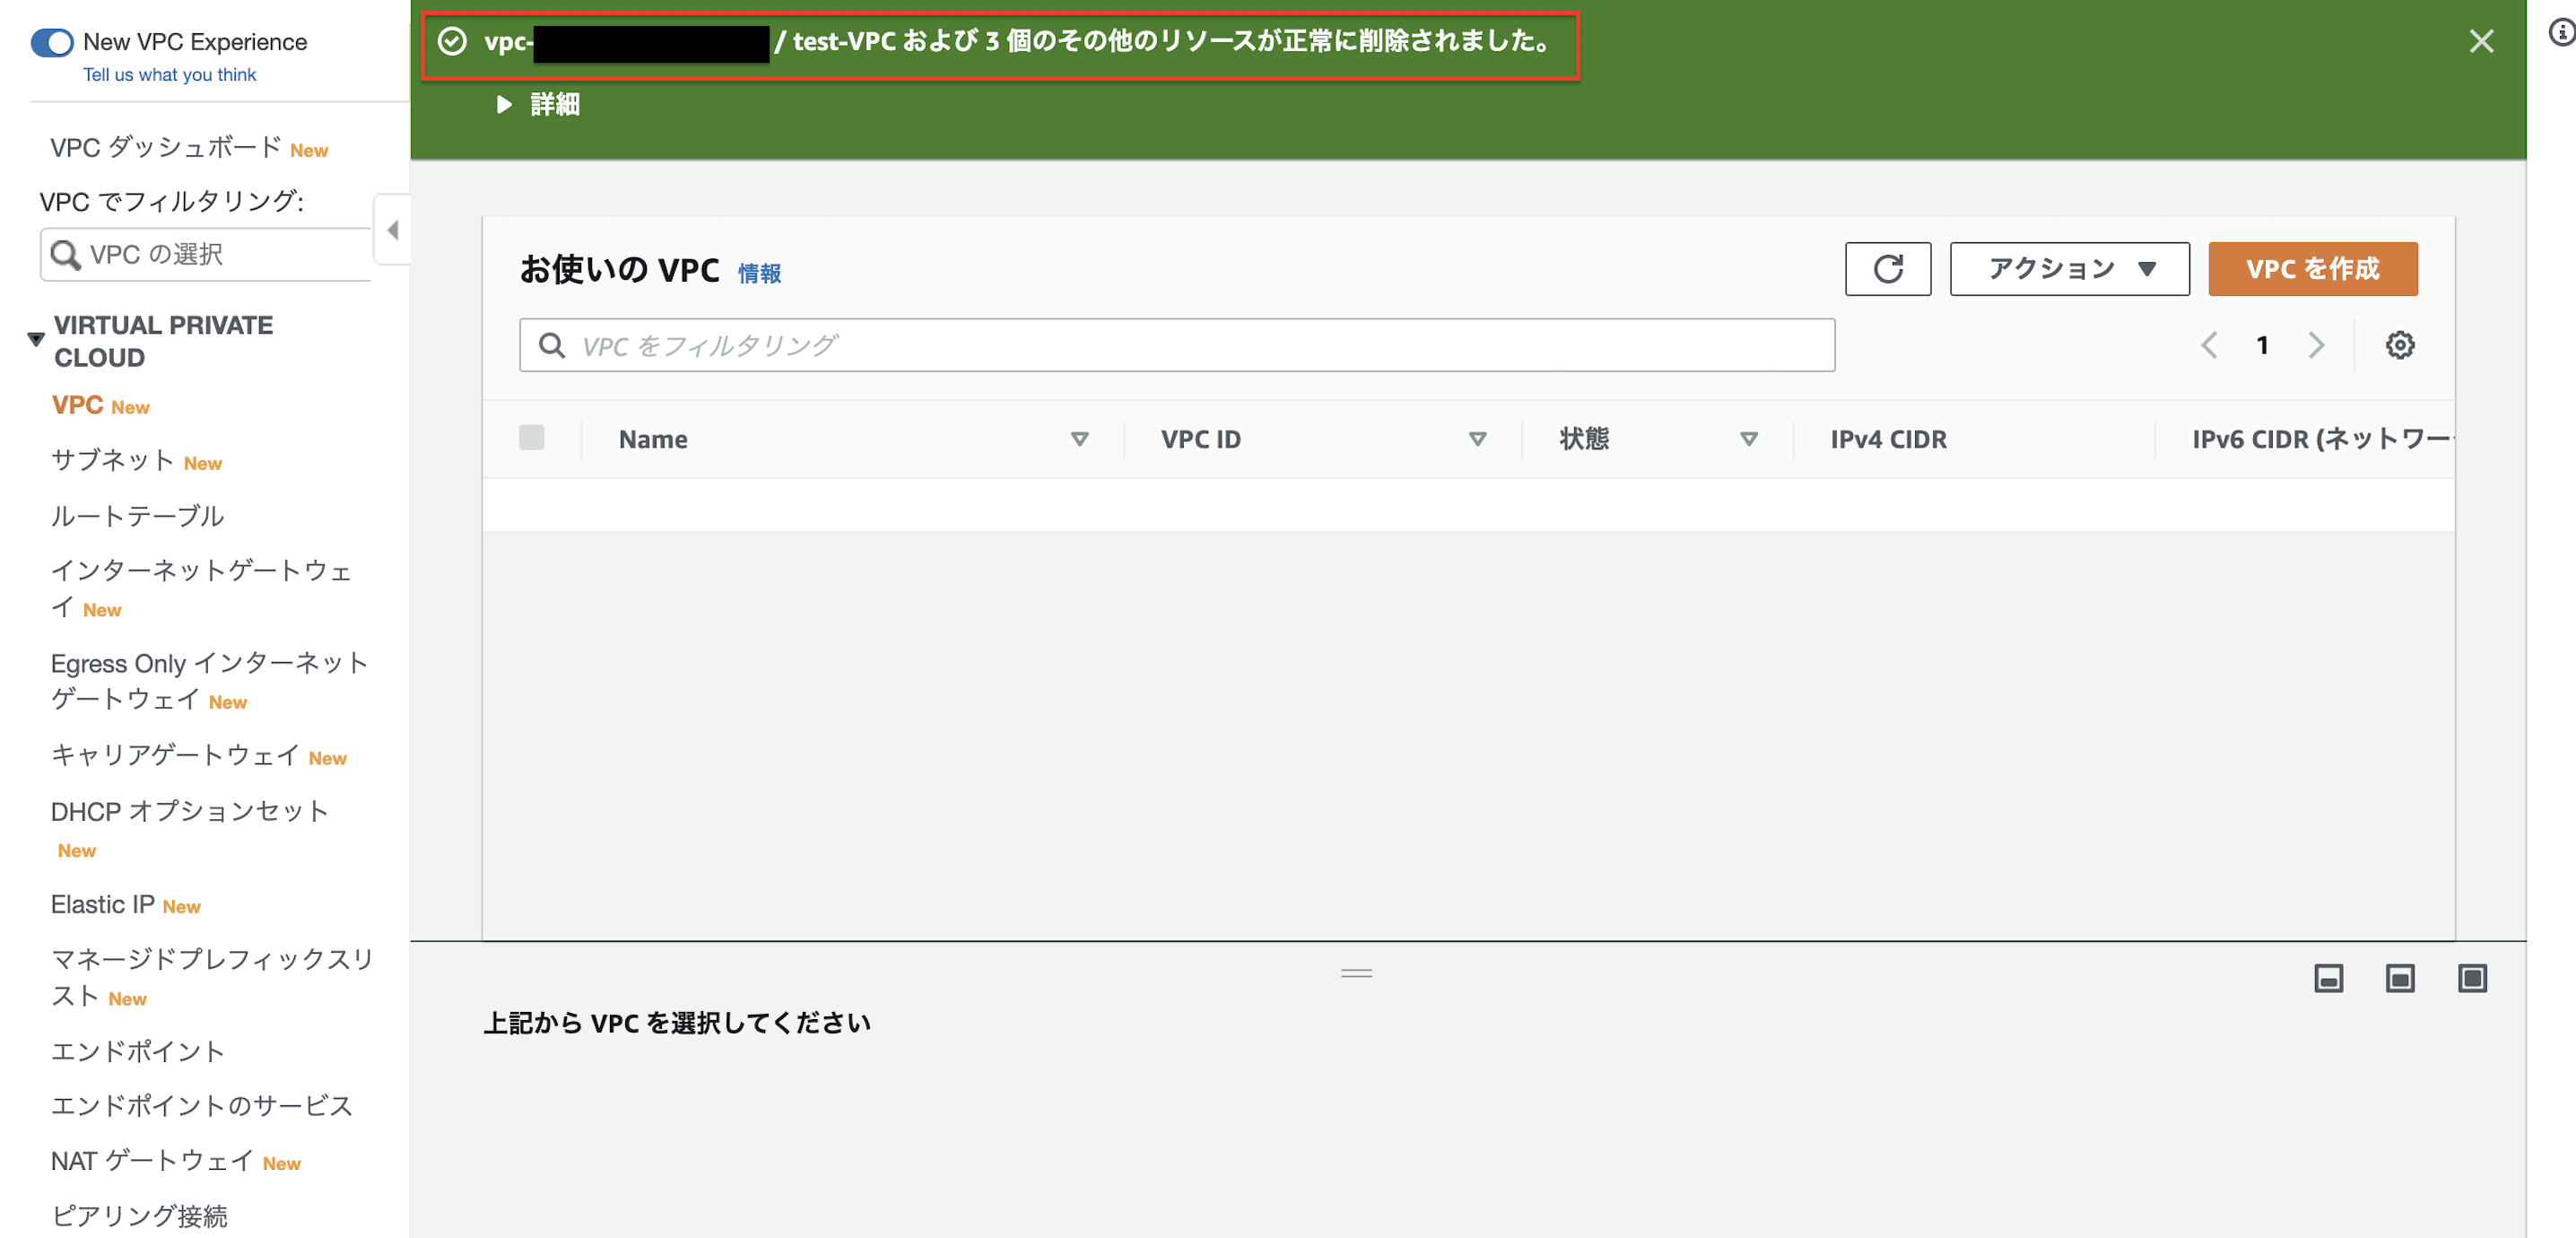 New VPC Experience
Tell us what you think
VPC ダッシュボード New
VPC でフィルタリング:
VPC の選択
VIRTUAL PRIVATE
CLOUD
VPC New
サブネット New
ルートテーブル
インターネットゲートウェ
イ New
Egress Only インターネット
ゲートウェイ New
キャリアゲートウェイ New
DHCP オプションセット
New
Elastic IP New
マネージドプレフィックスリ
スト New
エンドポイント
エンドポイントのサービス
NAT ゲートウェイ New
ピアリング接続
vpc- / test-VPC および 3 個のその他のリソースが正常に削除されました。
詳細
お使いの VPC 情報
アクション
VPC を作成
VPC をフィルタリング
1
Name
VPC ID
状態
IPv4 CIDR
IPv6 CIDR (ネットワー
上記から VPC を選択してください